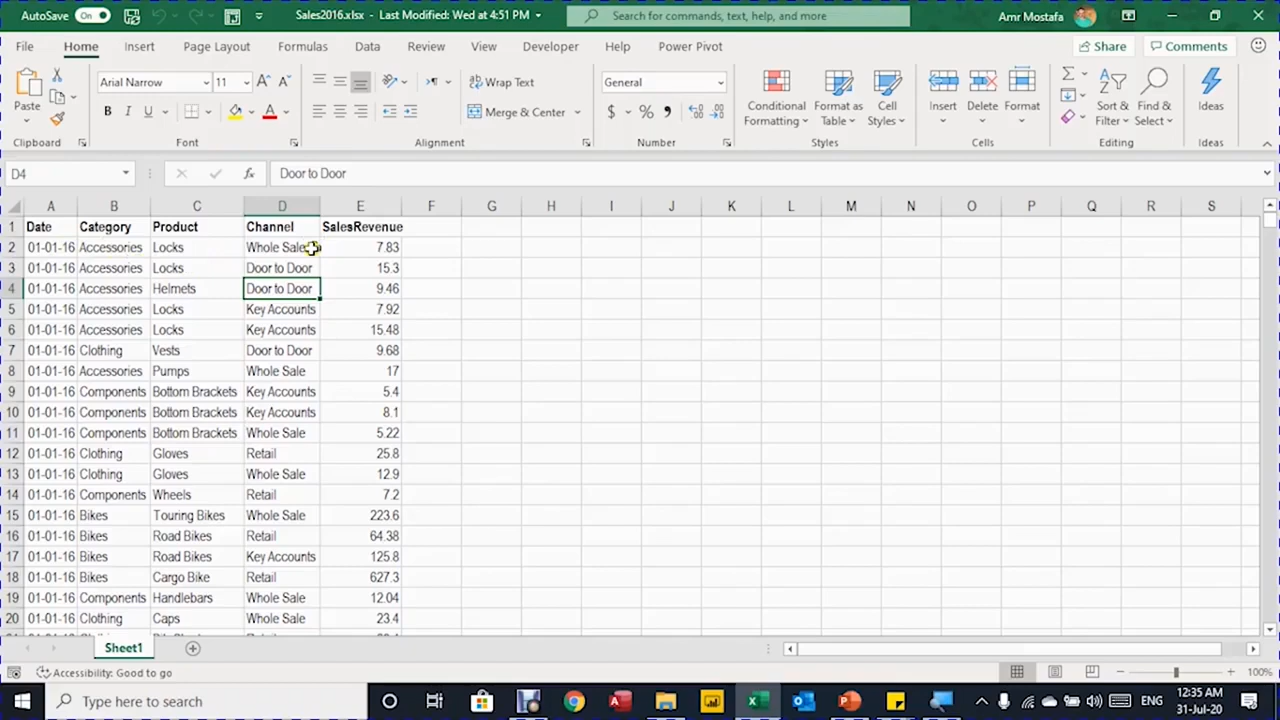 AutoSave On Sales2016.xlsx - Last Modified: Wed at 4:51 PM Search for commands, text, help, and more Amr Mostafa
File Home Insert Page Layout Formulas Data Review View Developer Help Power Pivot Share Comments
Paste Arial Narrow 11 Wrap Text General Conditional Formatting Format as Table Cell Styles Insert Delete Format Sort & Filter Find & Select Ideas
B I U A Merge & Center $ % ,
Clipboard Font Alignment Number Styles Cells Editing Ideas
D4 fx Door to Door
A B C D E F G H I J K L M N O P Q R S
1 Date Category Product Channel SalesRevenue
2 01-01-16 Accessories Locks Whole Sale 7.83
3 01-01-16 Accessories Locks Door to Door 15.3
4 01-01-16 Accessories Helmets Door to Door 9.46
5 01-01-16 Accessories Locks Key Accounts 7.92
6 01-01-16 Accessories Locks Key Accounts 15.48
7 01-01-16 Clothing Vests Door to Door 9.68
8 01-01-16 Accessories Pumps Whole Sale 17
9 01-01-16 Components Bottom Brackets Key Accounts 5.4
10 01-01-16 Components Bottom Brackets Key Accounts 8.1
11 01-01-16 Components Bottom Brackets Whole Sale 5.22
12 01-01-16 Clothing Gloves Retail 25.8
13 01-01-16 Clothing Gloves Whole Sale 12.9
14 01-01-16 Components Wheels Retail 7.2
15 01-01-16 Bikes Touring Bikes Whole Sale 223.6
16 01-01-16 Bikes Road Bikes Retail 64.38
17 01-01-16 Bikes Road Bikes Key Accounts 125.8
18 01-01-16 Bikes Cargo Bike Retail 627.3
19 01-01-16 Components Handlebars Whole Sale 12.04
20 01-01-16 Clothing Caps Whole Sale 23.4
Sheet1
Accessibility: Good to go 100%
Type here to search ENG 12:35 AM
31-Jul-20